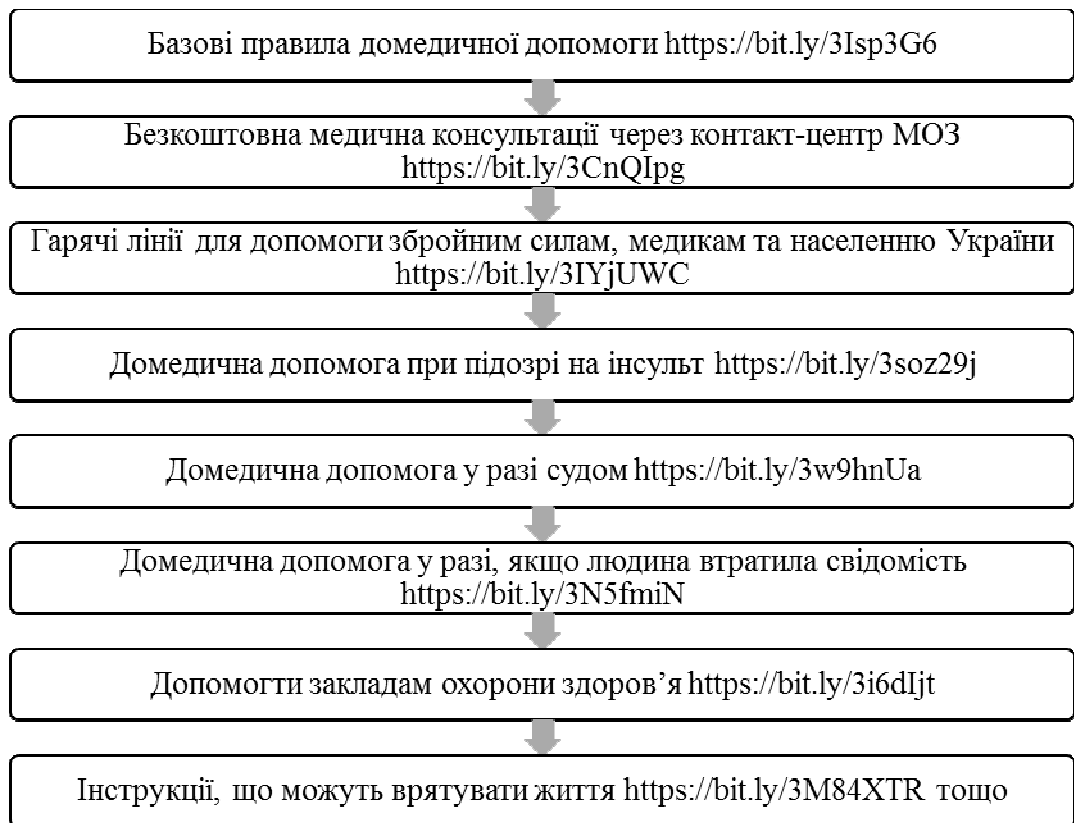 Базові правила домедичної допомоги https://bit.ly/3Isp3G6
Безкоштовна медична консультації через контакт-центр МОЗ
https://bit.ly/3CnQIpg
Гарячі лінії для допомоги збройним силам, медикам та населенню України
https://bit.ly/3IYjUWC
Домедична допомога при підозрі на інсульт https://bit.ly/3soz29j
Домедична допомога у разі судом https://bit.ly/3w9hnUa
Домедична допомога у разі, якщо людина втратила свідомість
https://bit.ly/3N5fmiN
Допомогти закладам охорони здоров’я https://bit.ly/3i6dIjt
Інструкції, що можуть врятувати життя https://bit.ly/3M84XTR тощо